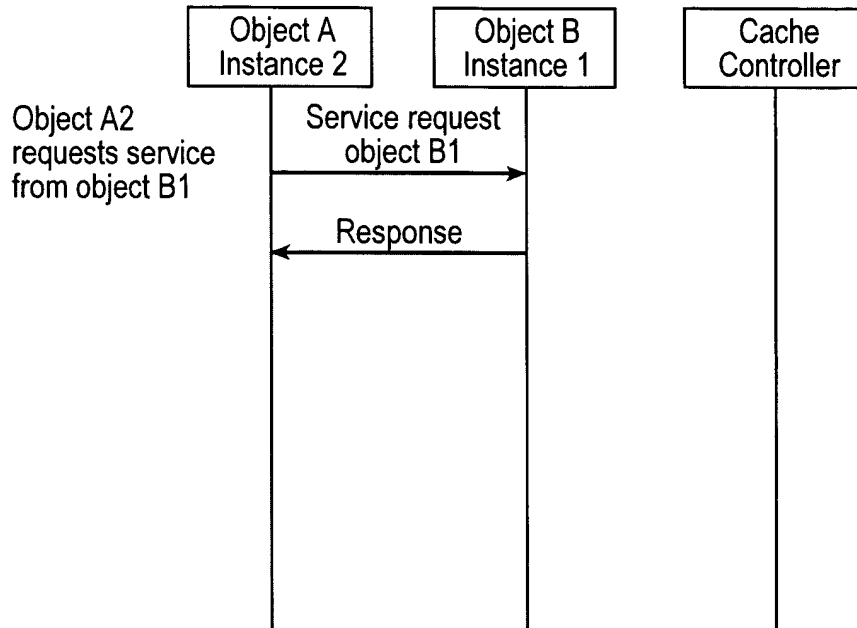 Object A
Instance 2
Object B
Instance 1
Cache
Controller
Object A2
requests service
from object B1
Service request
object B1
Response